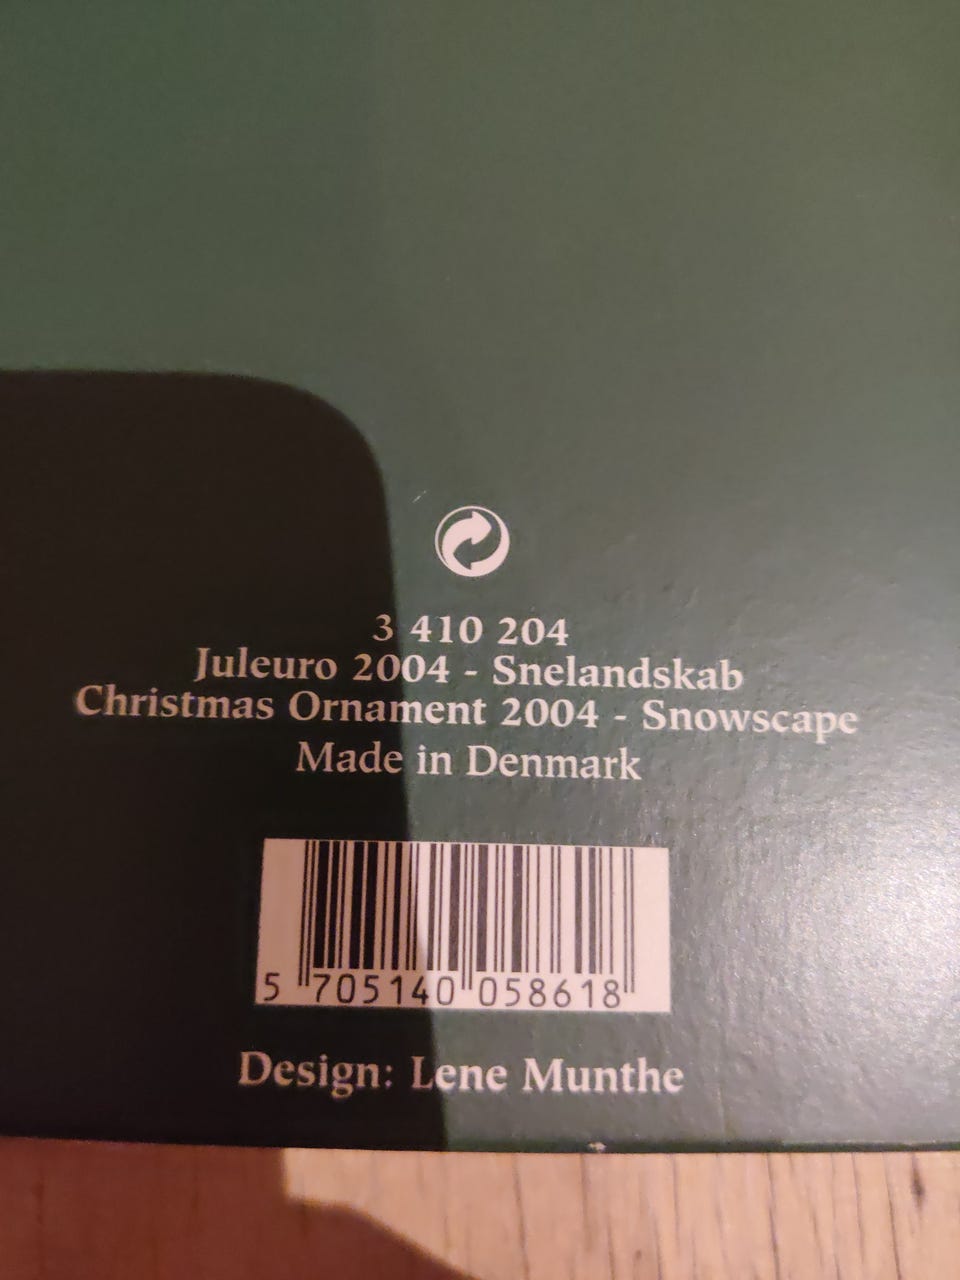 3 410 204
Juleuro 2004 - Snelandskab
Christmas Ornament 2004 - Snowscape
Made in Denmark
5 705140 058618
Design: Lene Munthe